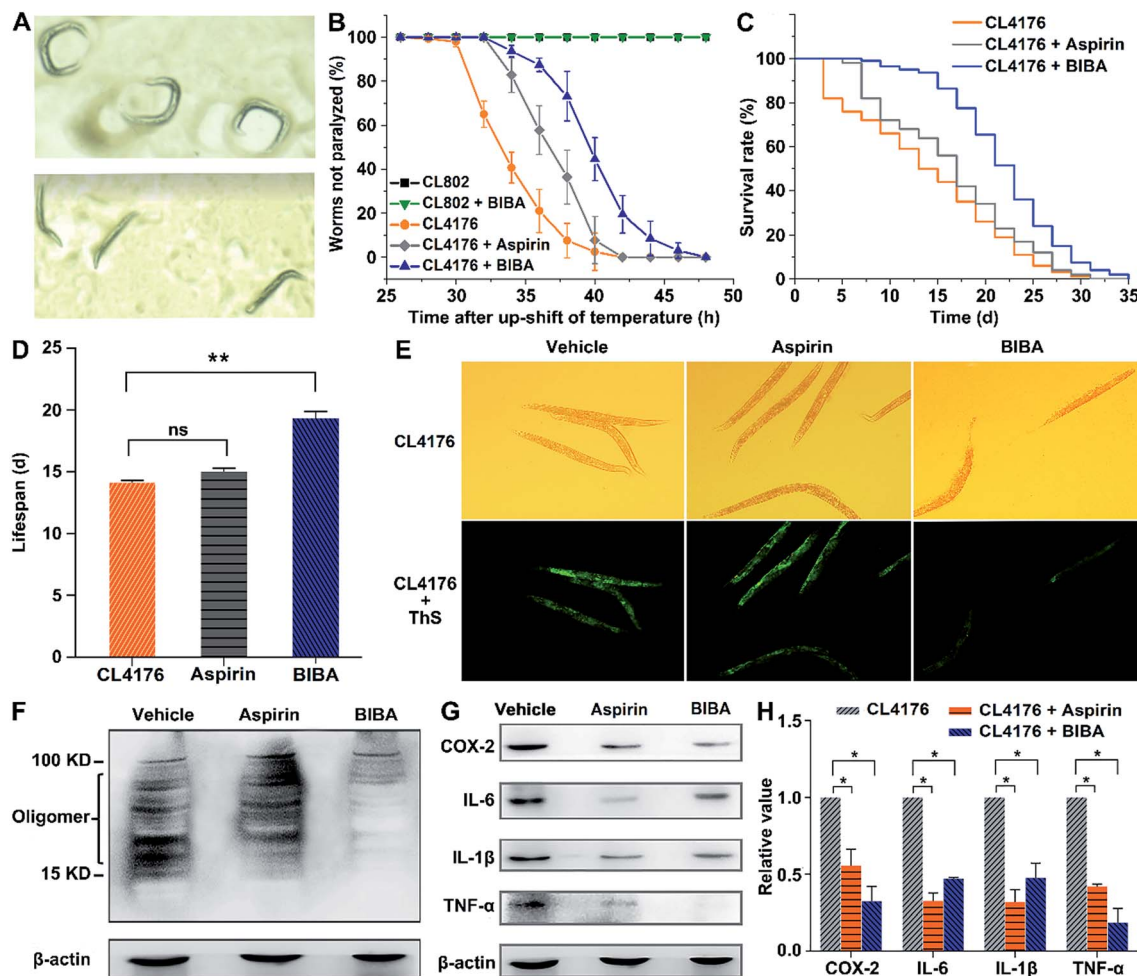 A
B
Worms not paralyzed (%)
100
80
60
40
20
0
CL802
CL802 + BIBA
CL4176
CL4176 + Aspirin
CL4176 + BIBA
25 30 35 40 45 50
Time after up-shift of temperature (h)
C
Survival rate (%)
100
80
60
40
20
0
CL4176
CL4176 + Aspirin
CL4176 + BIBA
0 5 10 15 20 25 30 35
Time (d)
D
Lifespan (d)
25
20
15
10
5
0
**
ns
CL4176 Aspirin BIBA
E
Vehicle Aspirin BIBA
CL4176
CL4176
+
ThS
F
Vehicle Aspirin BIBA
100 KD
Oligomer
15 KD
β-actin
G
Vehicle Aspirin BIBA
COX-2
IL-6
IL-1β
TNF-α
β-actin
H
CL4176
CL4176 + Aspirin
CL4176 + BIBA
Relative value
1.5
1.0
0.5
0.0
* * * *
* * * *
COX-2 IL-6 IL-1β TNF-α